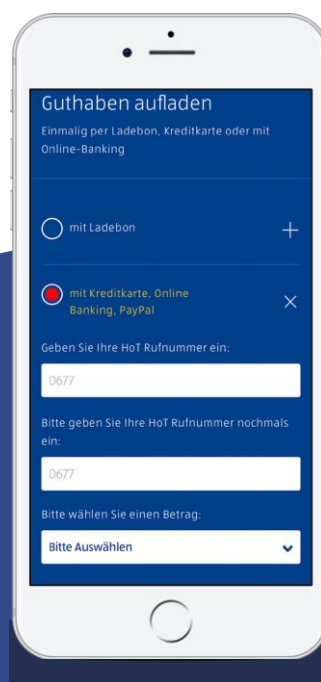 Guthaben aufladen
Einmalig per Ladebon, Kreditkarte oder mit
Online-Banking
mit Ladebon
mit Kreditkarte, Online
Banking, PayPal
Geben Sie Ihre HoT Rufnummer ein:
0677
Bitte geben Sie Ihre HoT Rufnummer nochmals
ein:
0677
Bitte wählen Sie einen Betrag:
Bitte Auswählen